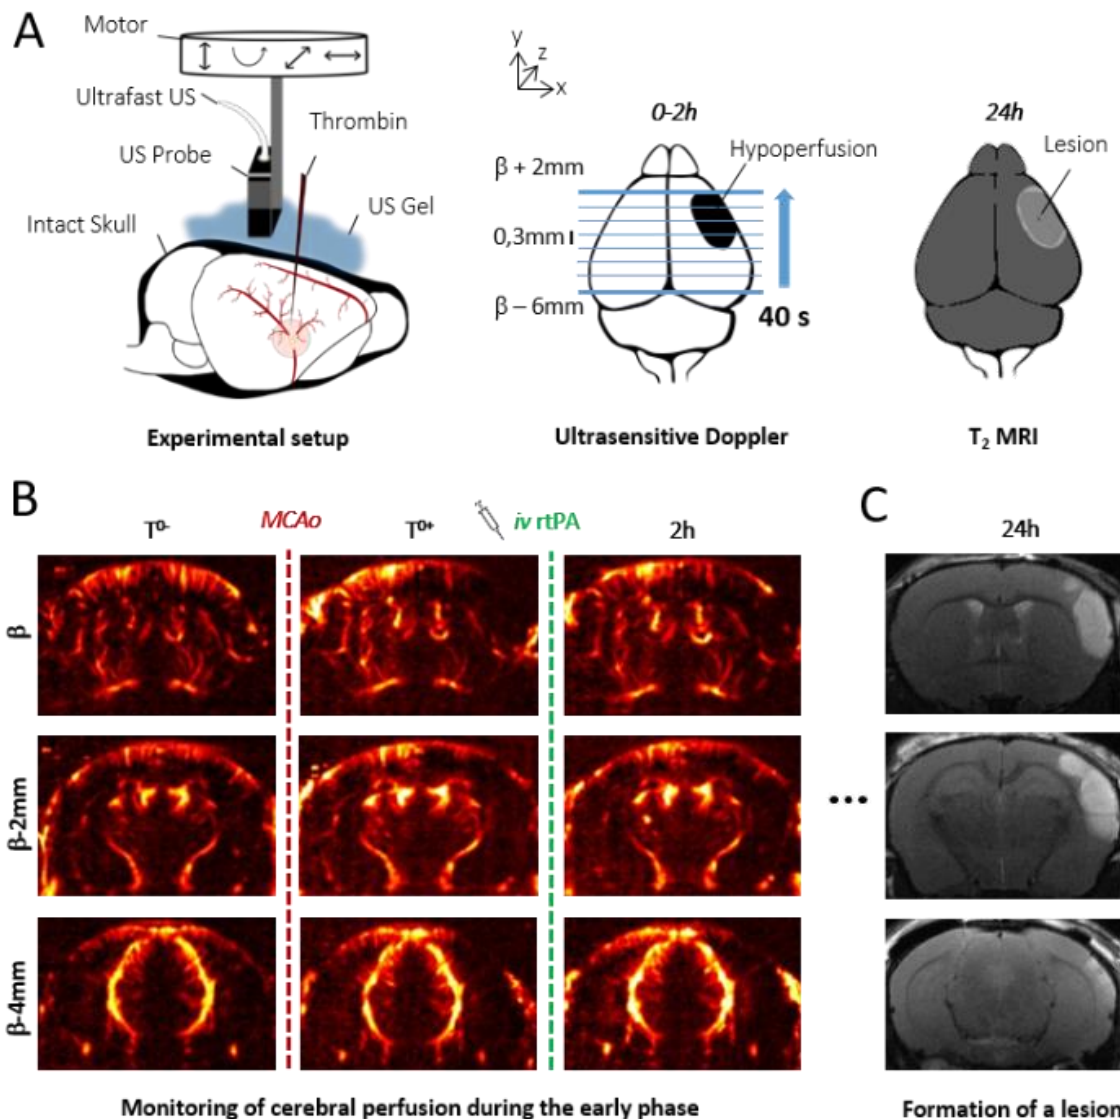 A
Motor
Ultrafast US
US Probe
Thrombin
US Gel
Intact Skull
Experimental setup
y
z
x
0-2h
β + 2mm
Hypoperfusion
0,3mm
β – 6mm
40 s
Ultrasensitive Doppler
24h
Lesion
T₂ MRI
B
T⁰⁻
MCAo
T⁰⁺
iv rtPA
2h
β
β-2mm
β-4mm
Monitoring of cerebral perfusion during the early phase
C
24h
...
Formation of a lesion